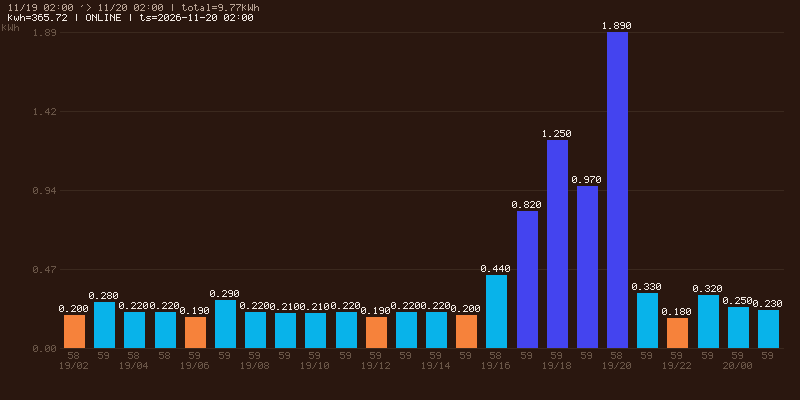 11/19 02:00 -> 11/20 02:00 | total=9.77kWh
Kwh=365.72 | ONLINE | ts=2026-11-20 02:00
kWh
1.89
1.42
0.94
0.47
0.00
0.200 0.280 0.220 0.220 0.190 0.290 0.220 0.210 0.210 0.220 0.190 0.220 0.220 0.200 0.440 0.820 1.250 0.970 1.890 0.330 0.180 0.320 0.250 0.230
58 59 58 58 59 59 59 59 59 59 59 59 59 59 58 59 59 59 58 59 59 59 59 59
19/02 19/04 19/06 19/08 19/10 19/12 19/14 19/16 19/18 19/20 19/22 20/00